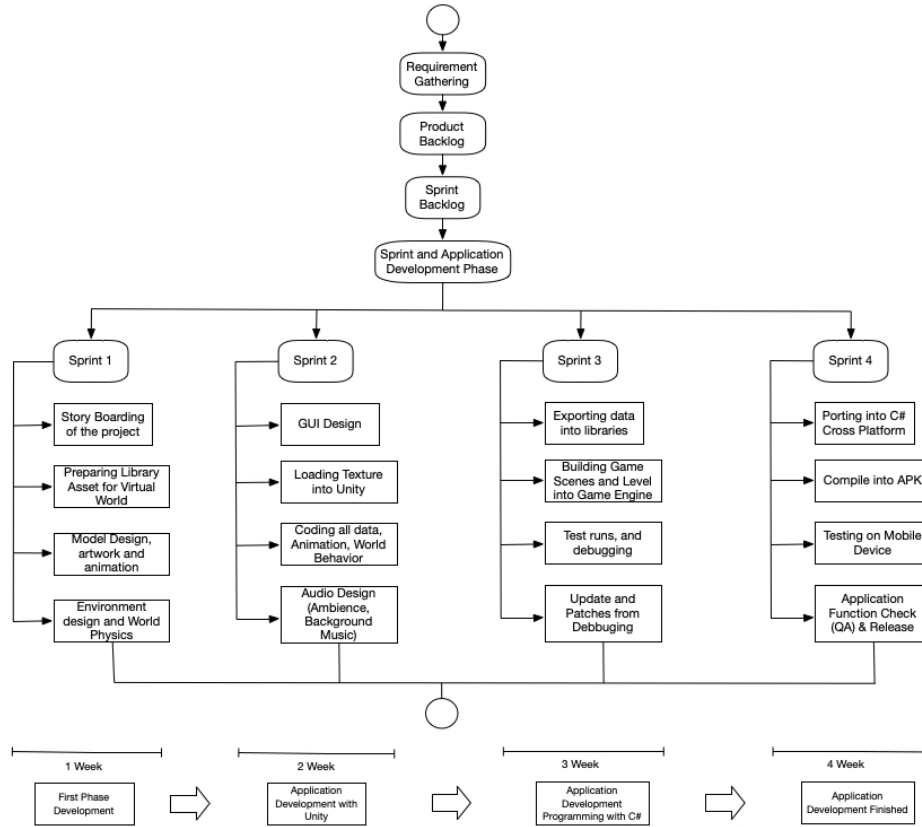 Requirement
Gathering
Product
Backlog
Sprint
Backlog
Sprint and Application
Development Phase
Sprint 1
Story Boarding
of the project
Preparing Library
Asset for Virtual
World
Model Design,
artwork and
animation
Environment
design and World
Physics
Sprint 2
GUI Design
Loading Texture
into Unity
Coding all data,
Animation, World
Behavior
Audio Design
(Ambience,
Background
Music)
Sprint 3
Exporting data
into libraries
Building Game
Scenes and Level
into Game Engine
Test runs, and
debugging
Update and
Patches from
Debbuging
Sprint 4
Porting into C#
Cross Platform
Compile into APK
Testing on Mobile
Device
Application
Function Check
(QA) & Release
1 Week
First Phase
Development
2 Week
Application
Development with
Unity
3 Week
Application
Development
Programming with C#
4 Week
Application
Development Finished